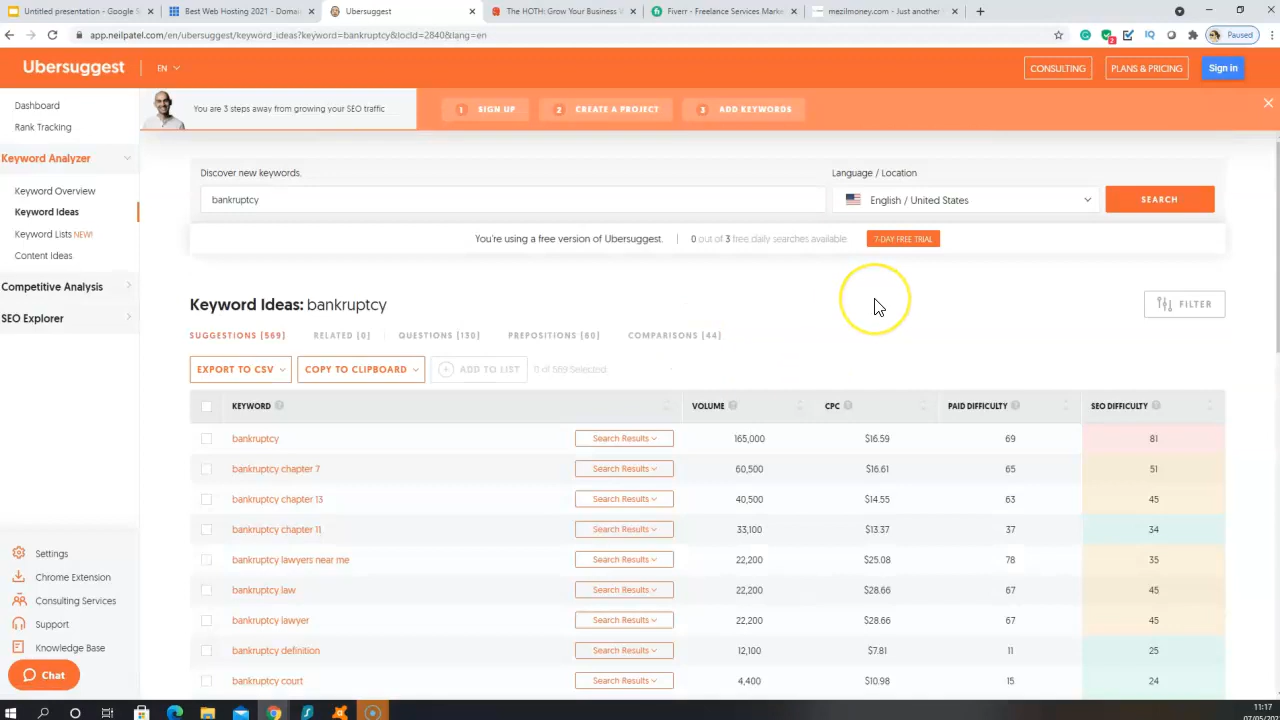 Untitled presentation - Google S
Best Web Hosting 2021 - Domain
Ubersuggest
The HOTH: Grow Your Business W
Fiverr - Freelance Services Mark
mezilmoney.com - Just another
app.neilpatel.com/en/ubersuggest/keyword_ideas?keyword=bankruptcy&locId=2840&lang=en
Paused
Ubersuggest
EN
CONSULTING
PLANS & PRICING
Sign in
Dashboard
Rank Tracking
Keyword Analyzer
Keyword Overview
Keyword Ideas
Keyword Lists NEW!
Content Ideas
Competitive Analysis
SEO Explorer
You are 3 steps away from growing your SEO traffic
1 SIGN UP
2 CREATE A PROJECT
3 ADD KEYWORDS
Discover new keywords.
Language / Location
bankruptcy
English / United States
SEARCH
You're using a free version of Ubersuggest. | 0 out of 3 free daily searches available
7-DAY FREE TRIAL
Keyword Ideas: bankruptcy
FILTER
SUGGESTIONS (569) RELATED (0) QUESTIONS (130) PREPOSITIONS (60) COMPARISONS (44)
EXPORT TO CSV COPY TO CLIPBOARD ADD TO LIST 11 of 569 Selected
KEYWORD VOLUME CPC PAID DIFFICULTY SEO DIFFICULTY
bankruptcy Search Results 165,000 $16.59 69 81
bankruptcy chapter 7 Search Results 60,500 $16.61 65 51
bankruptcy chapter 13 Search Results 40,500 $14.55 63 45
bankruptcy chapter 11 Search Results 33,100 $13.37 37 34
bankruptcy lawyers near me Search Results 22,200 $25.08 78 35
bankruptcy law Search Results 22,200 $28.66 67 45
bankruptcy lawyer Search Results 22,200 $28.66 67 45
bankruptcy definition Search Results 12,100 $7.81 11 25
bankruptcy court Search Results 4,400 $10.98 15 24
Settings
Chrome Extension
Consulting Services
Support
Knowledge Base
Chat
11:17